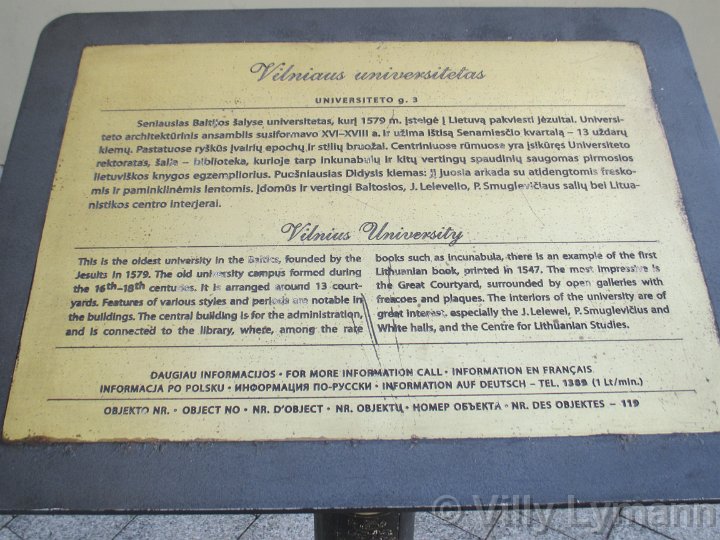 Vilniaus universitetas
UNIVERSITETO g. 3
Seniausias Baltijos šalyse universitetas, kurį 1579 m. įsteigė į Lietuvą pakviesti jėzuitai. Universi-
teto architektūrinis ansamblis susiformavo XVI–XVIII a. ir užima ištisą Senamiesčio kvartalą – 13 uždarų
kiemų. Pastatuose ryškūs įvairių epochų ir stilių bruožai. Centriniuose rūmuose yra įsikūręs Universiteto
rektoratas, šalia – biblioteka, kurioje tarp inkunabulų ir kitų vertingų spaudinių saugomas pirmosios
lietuviškos knygos egzempliorius. Puošniausias Didysis kiemas: jį juosia arkada su atidengtomis fresko-
mis ir paminklinėmis lentomis. Įdomūs ir vertingi Baltosios, J. Lelevelio, P. Smuglevičiaus salių bei Litua-
nistikos centro interjerai.
Vilnius University
This is the oldest university in the Baltics, founded by the
Jesuits in 1579. The old university campus formed during
the 16th–18th centuries. It is arranged around 13 court-
yards. Features of various styles and periods are notable in
the buildings. The central building is for the administration,
and is connected to the library, where, among the rare
books such as incunabula, there is an example of the first
Lithuanian book, printed in 1547. The most impressive is
the Great Courtyard, surrounded by open galleries with
frescoes and plaques. The interiors of the university are of
great interest, especially the J. Lelewel, P. Smuglevičius and
White halls, and the Centre for Lithuanian Studies.
DAUGIAU INFORMACIJOS • FOR MORE INFORMATION CALL • INFORMATION EN FRANÇAIS
INFORMACJA PO POLSKU • ИНФОРМАЦИЯ ПО-РУССКИ • INFORMATION AUF DEUTSCH – TEL. 1389 (1 Lt/min.)
OBJEKTO NR. • OBJECT NO • NR. D'OBJECT • NR. OBJEKTU • НОМЕР ОБЪЕКТА • NR. DES OBJEKTES – 119
© Villy Lymann